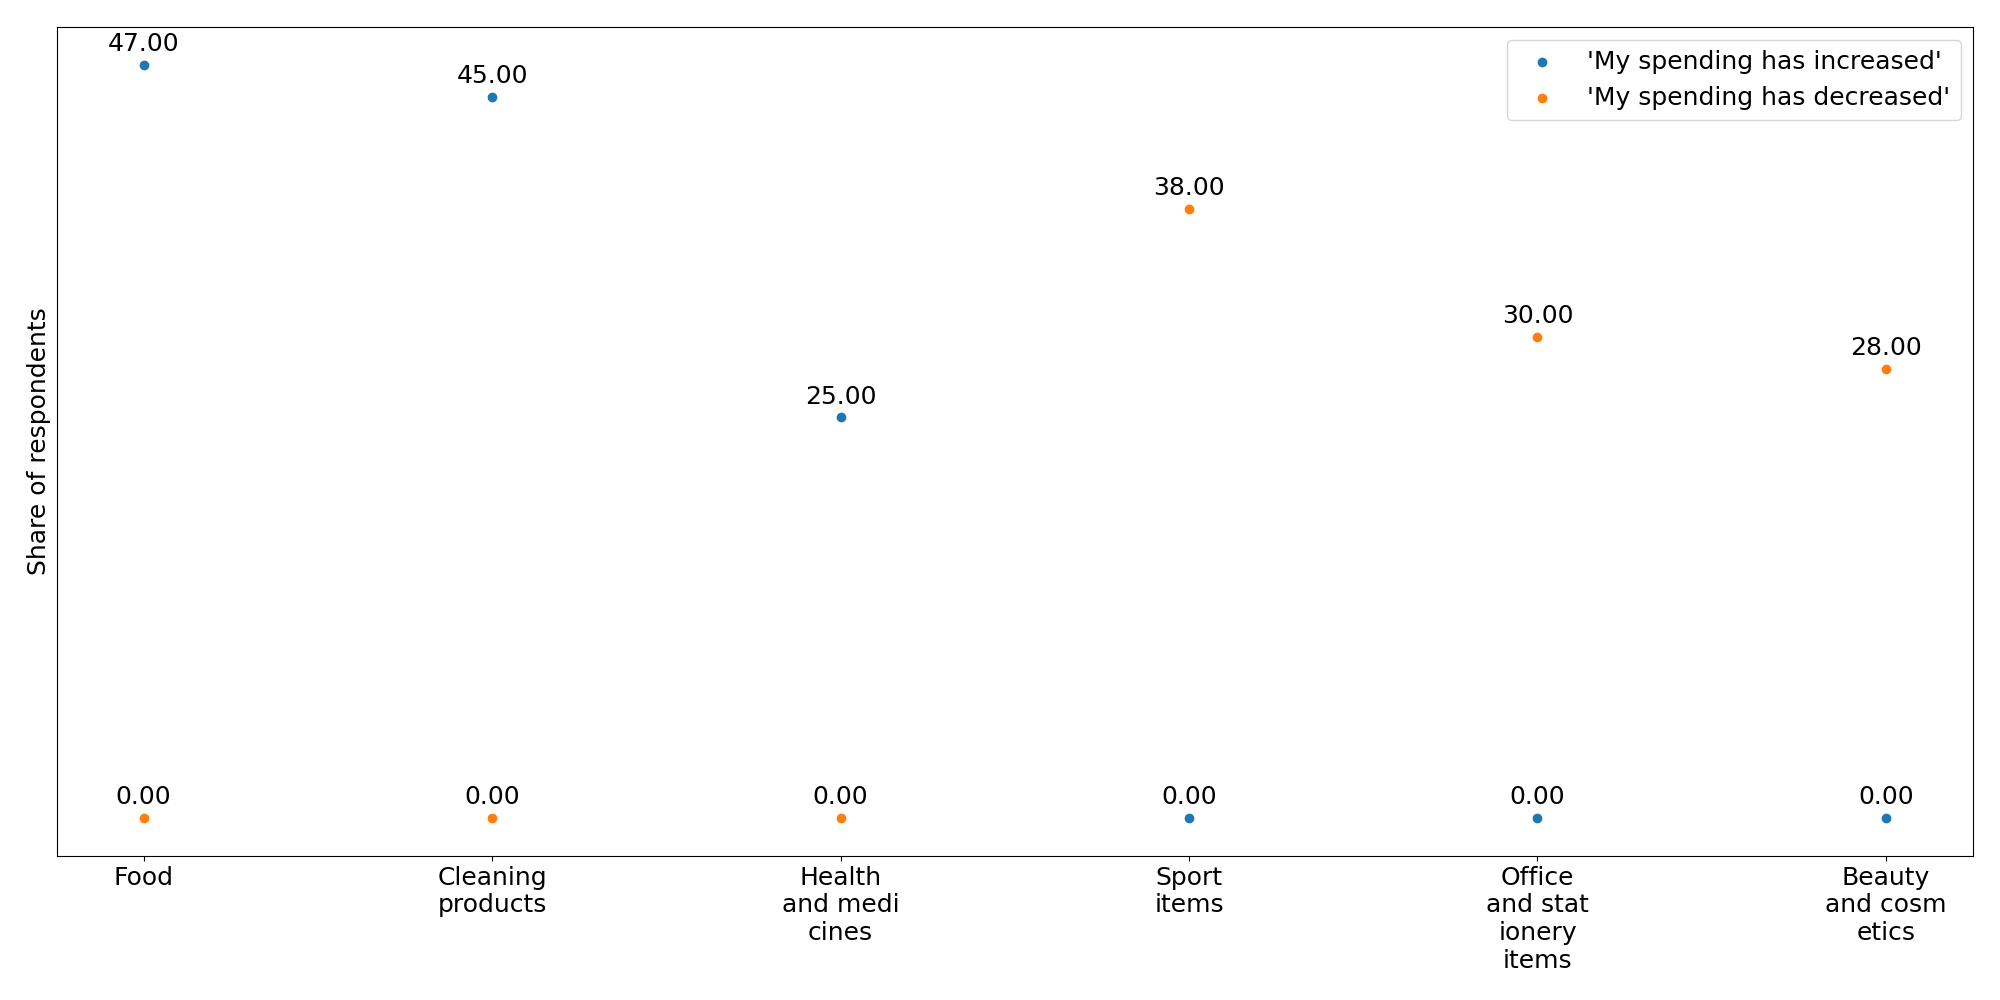 47.00
45.00
'My spending has increased'
'My spending has decreased'
38.00
30.00
28.00
25.00
Share of respondents
0.00
0.00
0.00
0.00
0.00
0.00
Food
Cleaning
products
Health
and medi
cines
Sport
items
Office
and stat
ionery
items
Beauty
and cosm
etics